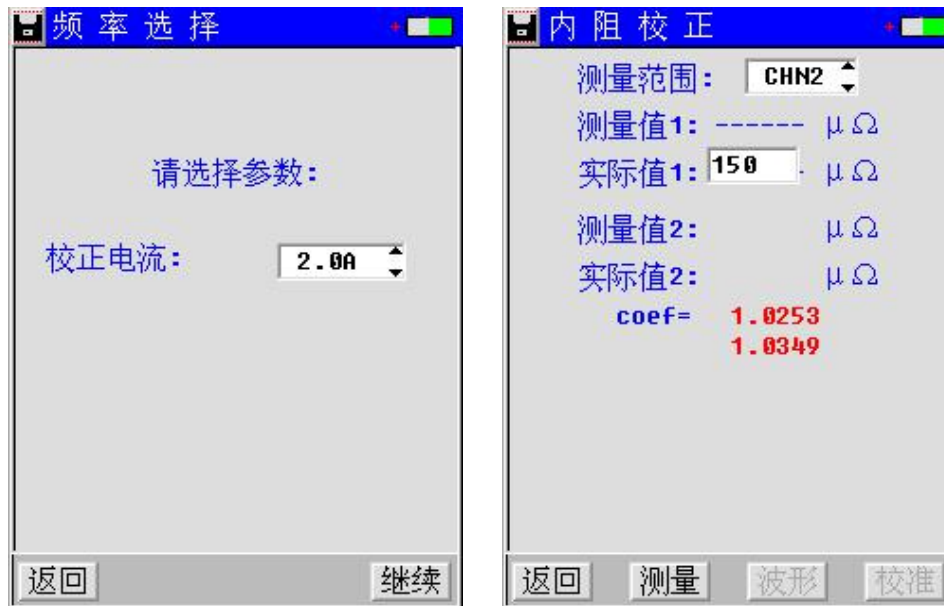 频率选择
请选择参数:
校正电流: 2.0A
返回 继续
内阻校正
测量范围: CHN2
测量值1: ------ μΩ
实际值1: 150 μΩ
测量值2: μΩ
实际值2: μΩ
coef= 1.0253
1.0349
返回 测量 波形 校准